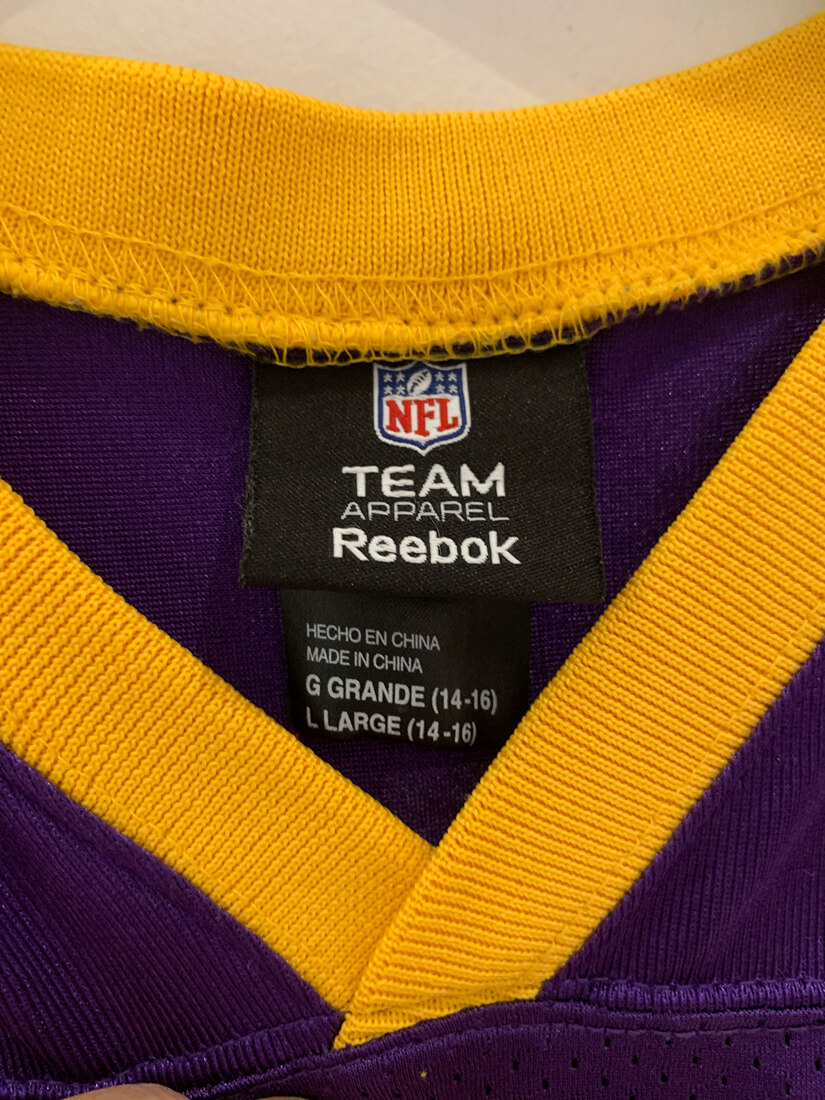 NFL
TEAM
APPAREL
Reebok
HECHO EN CHINA
MADE IN CHINA
G GRANDE (14-16)
L LARGE (14-16)